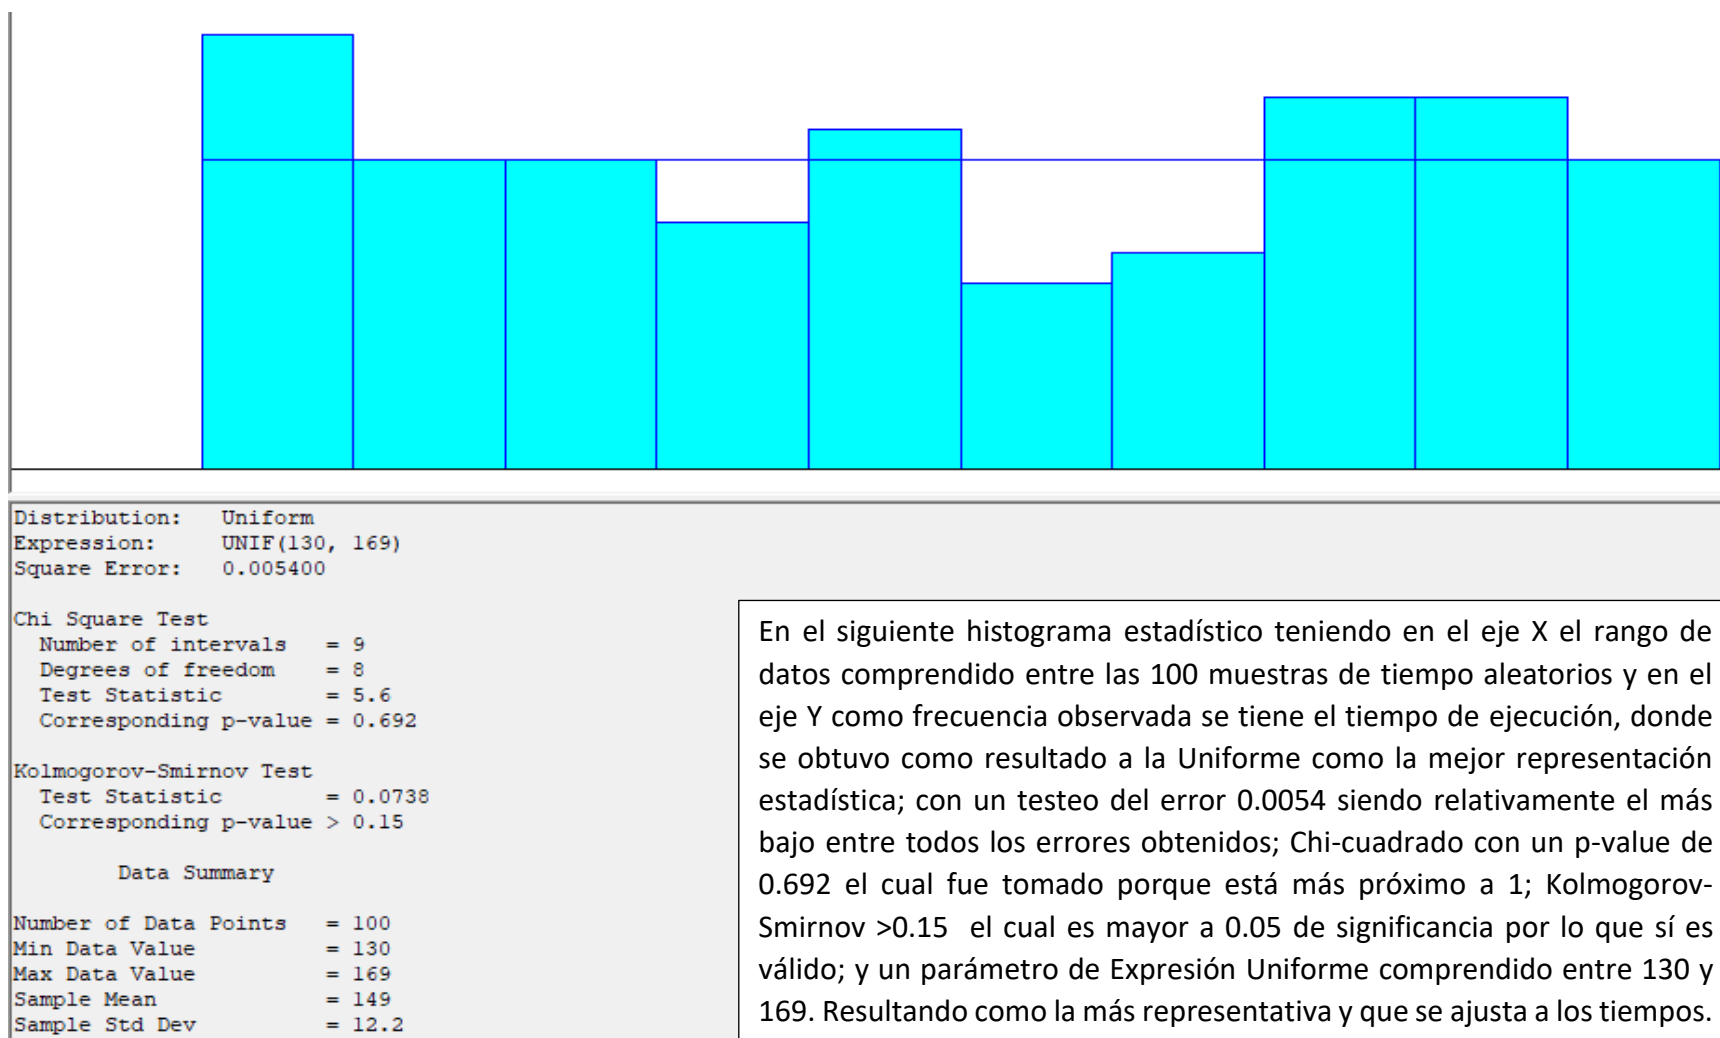 Distribution: Uniform
Expression: UNIF(130, 169)
Square Error: 0.005400
Chi Square Test
Number of intervals = 9
Degrees of freedom = 8
Test Statistic = 5.6
Corresponding p-value = 0.692
Kolmogorov-Smirnov Test
Test Statistic = 0.0738
Corresponding p-value > 0.15
Data Summary
Number of Data Points = 100
Min Data Value = 130
Max Data Value = 169
Sample Mean = 149
Sample Std Dev = 12.2
En el siguiente histograma estadístico teniendo en el eje X el rango de
datos comprendido entre las 100 muestras de tiempo aleatorios y en el
eje Y como frecuencia observada se tiene el tiempo de ejecución, donde
se obtuvo como resultado a la Uniforme como la mejor representación
estadística; con un testeo del error 0.0054 siendo relativamente el más
bajo entre todos los errores obtenidos; Chi-cuadrado con un p-value de
0.692 el cual fue tomado porque está más próximo a 1; Kolmogorov-
Smirnov >0.15 el cual es mayor a 0.05 de significancia por lo que sí es
válido; y un parámetro de Expresión Uniforme comprendido entre 130 y
169. Resultando como la más representativa y que se ajusta a los tiempos.